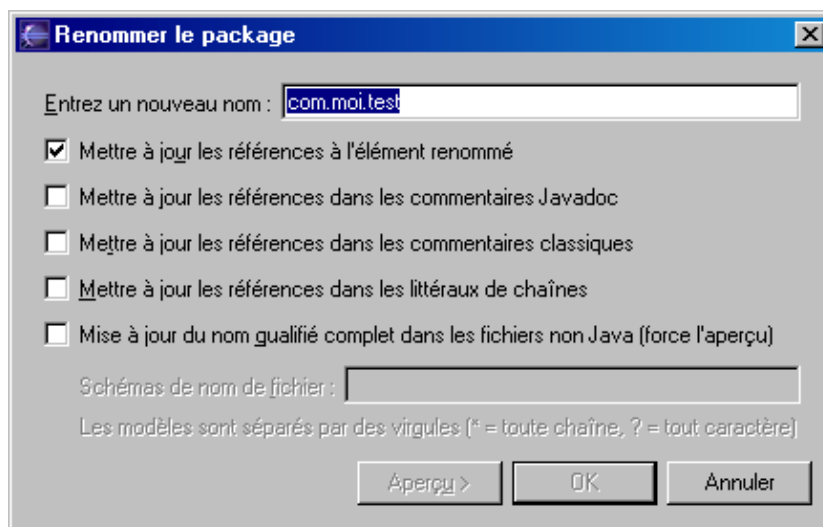 Renommer le package
Entrez un nouveau nom : com.moi.test
Mettre à jour les références à l'élément renommé
Mettre à jour les références dans les commentaires Javadoc
Mettre à jour les références dans les commentaires classiques
Mettre à jour les références dans les littéraux de chaînes
Mise à jour du nom qualifié complet dans les fichiers non Java (force l'aperçu)
Schémas de nom de fichier :
Les modèles sont séparés par des virgules (* = toute chaîne, ? = tout caractère)
Aperçu > OK Annuler